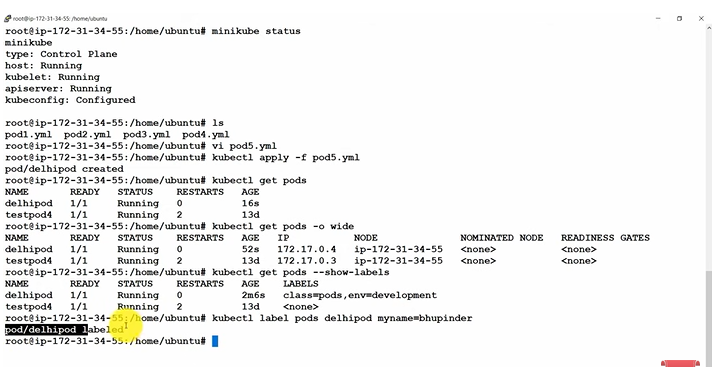 root@ip-172-31-34-55: /home/ubuntu
root@ip-172-31-34-55:/home/ubuntu# minikube status
minikube
type: Control Plane
host: Running
kubelet: Running
apiserver: Running
kubeconfig: Configured
root@ip-172-31-34-55:/home/ubuntu# ls
pod1.yml pod2.yml pod3.yml pod4.yml
root@ip-172-31-34-55:/home/ubuntu# vi pod5.yml
root@ip-172-31-34-55:/home/ubuntu# kubectl apply -f pod5.yml
pod/delhipod created
root@ip-172-31-34-55:/home/ubuntu# kubectl get pods
NAME READY STATUS RESTARTS AGE
delhipod 1/1 Running 0 16s
testpod4 1/1 Running 2 13d
root@ip-172-31-34-55:/home/ubuntu# kubectl get pods -o wide
NAME READY STATUS RESTARTS AGE IP NODE NOMINATED NODE READINESS GATES
delhipod 1/1 Running 0 52s 172.17.0.4 ip-172-31-34-55 <none> <none>
testpod4 1/1 Running 2 13d 172.17.0.3 ip-172-31-34-55 <none> <none>
root@ip-172-31-34-55:/home/ubuntu# kubectl get pods --show-labels
NAME READY STATUS RESTARTS AGE LABELS
delhipod 1/1 Running 0 2m6s class=pods,env=development
testpod4 1/1 Running 2 13d <none>
root@ip-172-31-34-55:/home/ubuntu# kubectl label pods delhipod myname=bhupinder
pod/delhipod labeled
root@ip-172-31-34-55:/home/ubuntu#